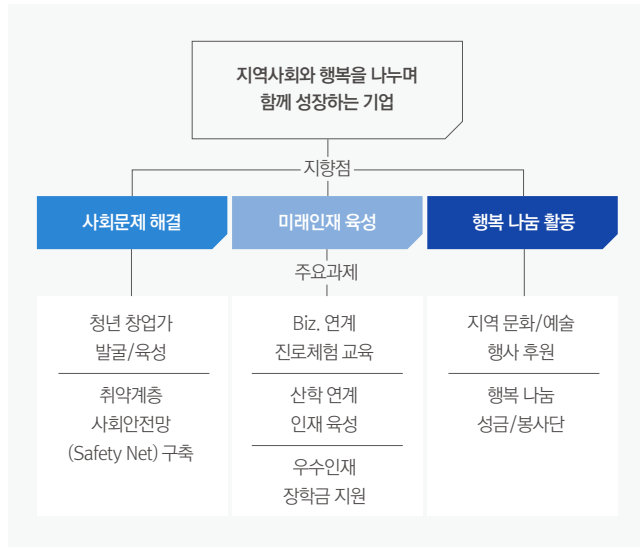 지역사회와 행복을 나누며
함께 성장하는 기업
지향점
사회문제 해결
미래인재 육성
행복 나눔 활동
주요과제
청년 창업가
발굴/육성
취약계층
사회안전망
(Safety Net) 구축
Biz. 연계
진로체험 교육
산학 연계
인재 육성
우수인재
장학금 지원
지역 문화/예술
행사 후원
행복 나눔
성금/봉사단